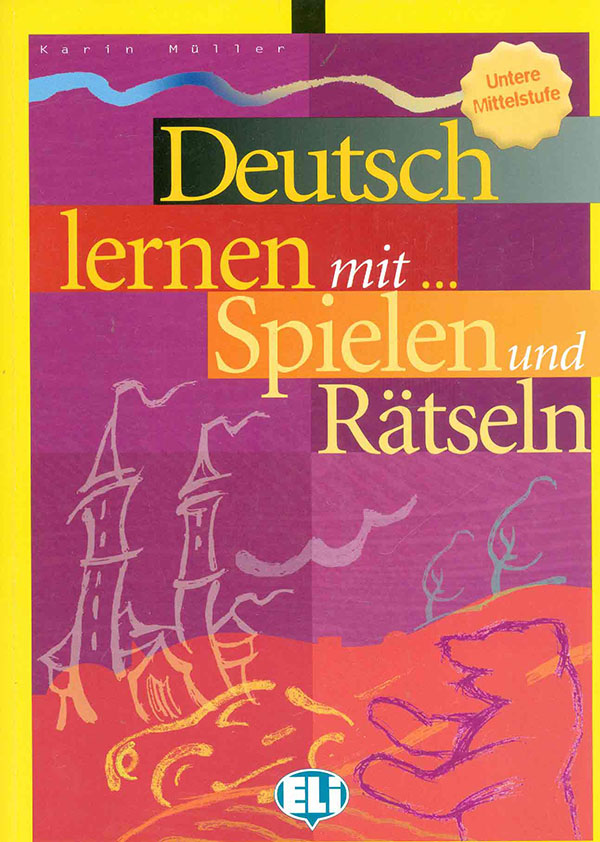 Karin Müller
Untere
Mittelstufe
Deutsch
lernen mit ...
Spielen und
Rätseln
ELi